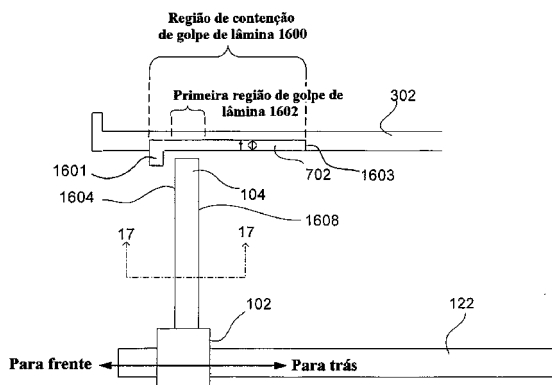 Região de contenção
de golpe de lâmina 1600
Primeira região de golpe de
lâmina 1602
302
1601
t
702
1603
1604
104
1608
17
17
102
122
Para frente
Para trás